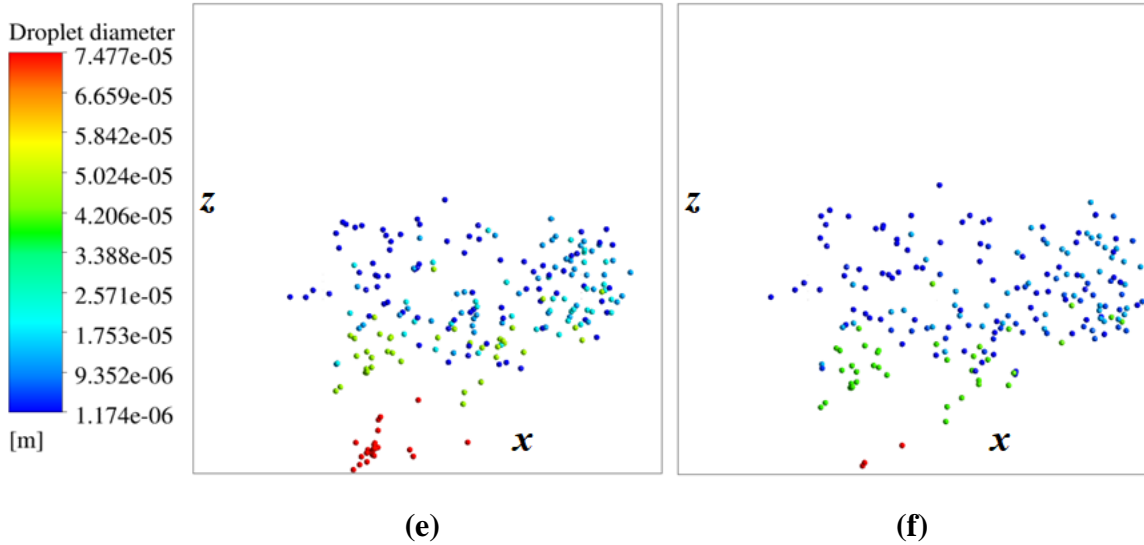 Droplet diameter
7.477e-05
6.659e-05
5.842e-05
5.024e-05
4.206e-05
3.388e-05
2.571e-05
1.753e-05
9.352e-06
1.174e-06
[m]
z
x
(e)
z
x
(f)